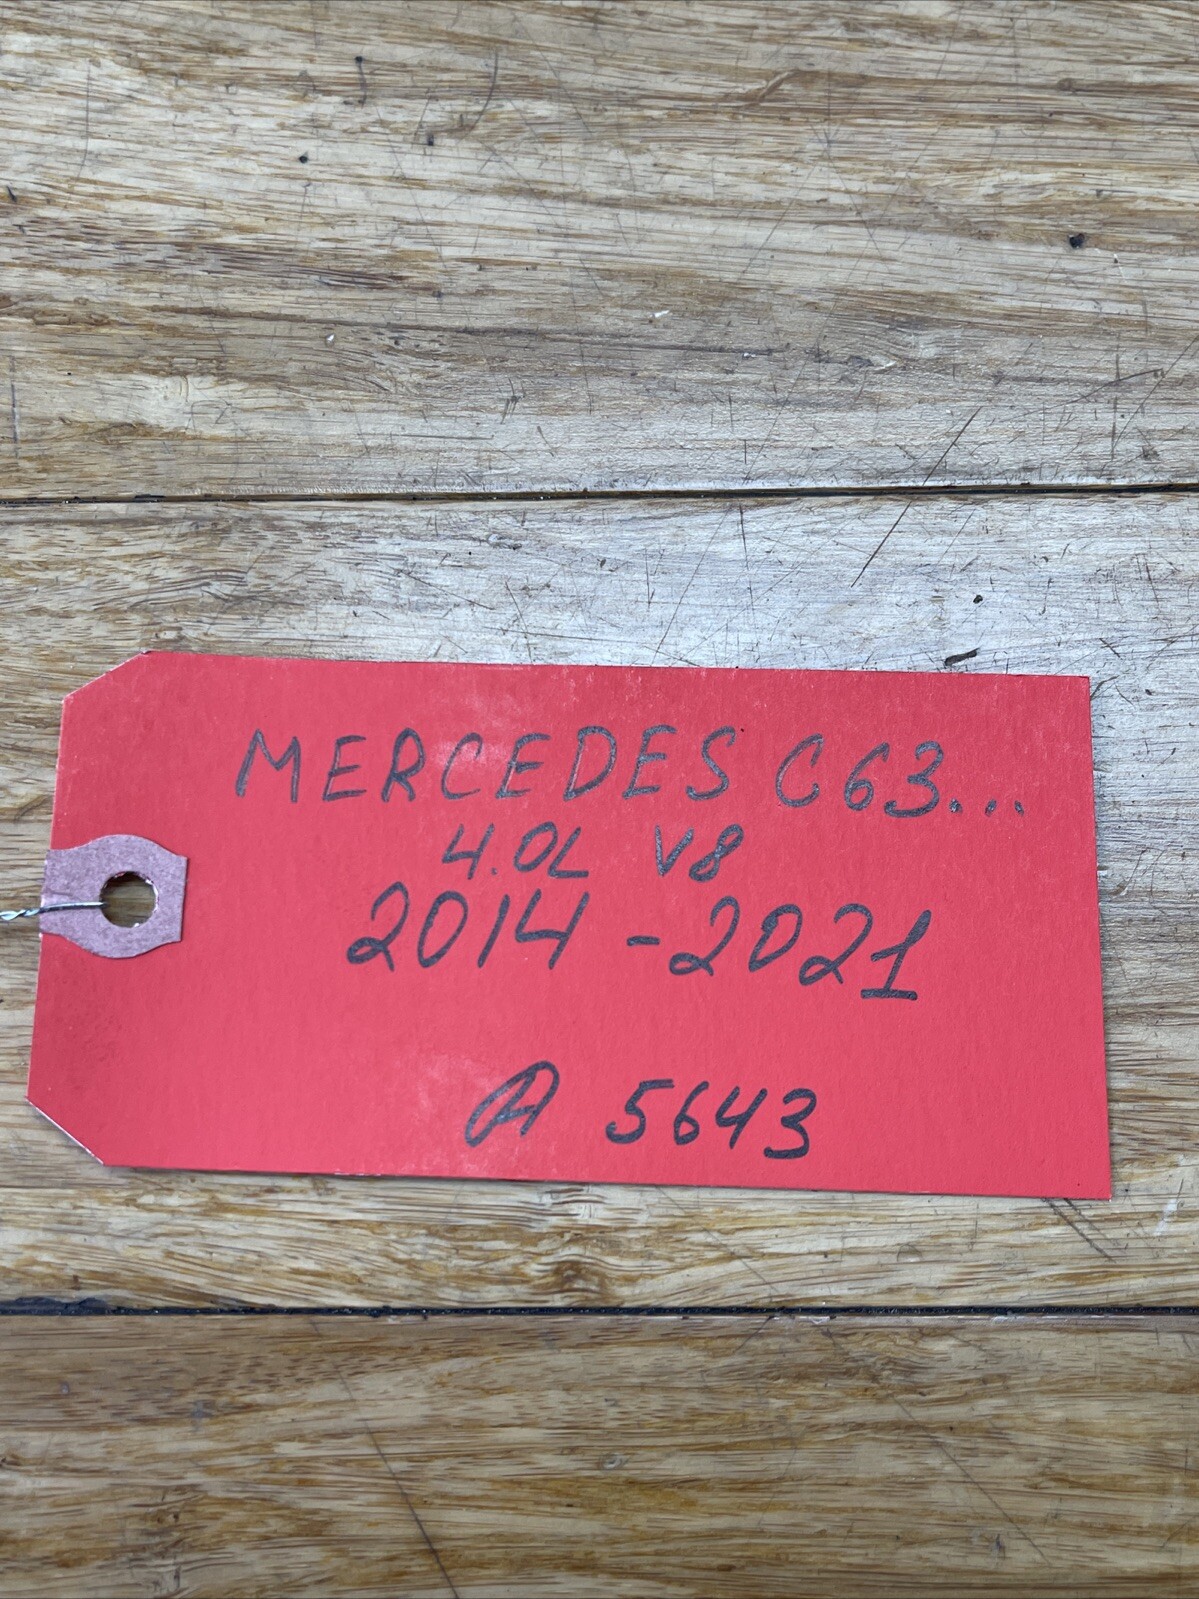 MERCEDES C63...
4.0L V8
2014 - 2021
A 5643